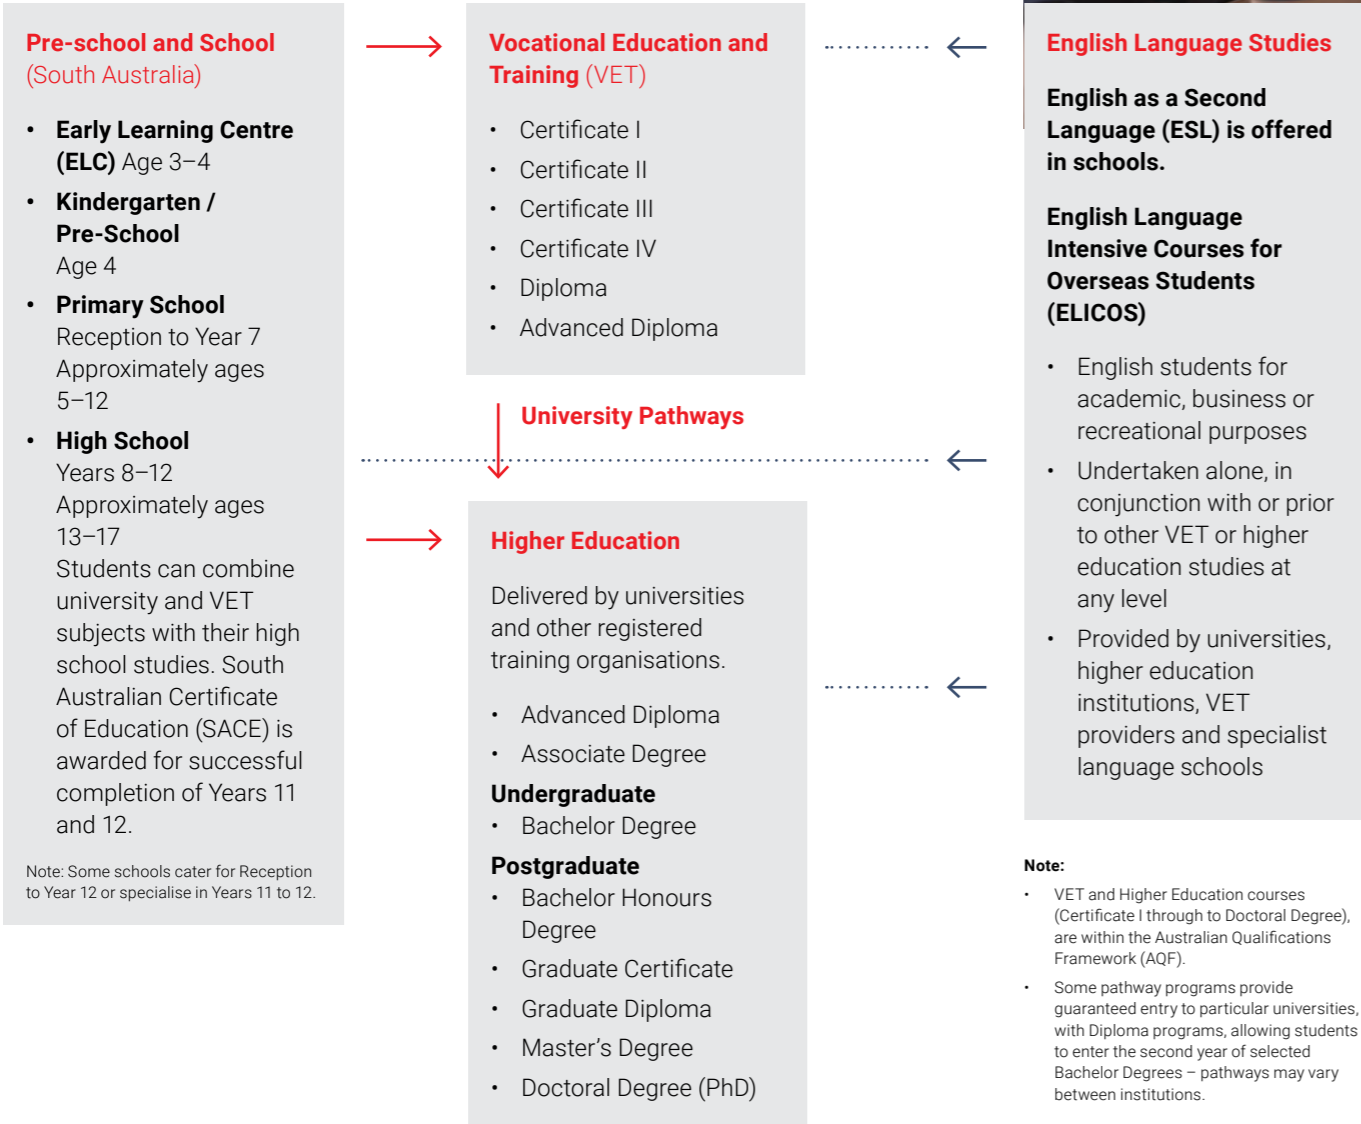 Pre-school and School
(South Australia)
• Early Learning Centre
(ELC) Age 3–4
• Kindergarten /
Pre-School
Age 4
• Primary School
Reception to Year 7
Approximately ages
5–12
• High School
Years 8–12
Approximately ages
13–17
Students can combine
university and VET
subjects with their high
school studies. South
Australian Certificate
of Education (SACE) is
awarded for successful
completion of Years 11
and 12.
Note: Some schools cater for Reception
to Year 12 or specialise in Years 11 to 12.
Vocational Education and
Training (VET)
• Certificate I
• Certificate II
• Certificate III
• Certificate IV
• Diploma
• Advanced Diploma
University Pathways
Higher Education
Delivered by universities
and other registered
training organisations.
• Advanced Diploma
• Associate Degree
Undergraduate
• Bachelor Degree
Postgraduate
• Bachelor Honours
Degree
• Graduate Certificate
• Graduate Diploma
• Master's Degree
• Doctoral Degree (PhD)
English Language Studies
English as a Second
Language (ESL) is offered
in schools.
English Language
Intensive Courses for
Overseas Students
(ELICOS)
• English students for
academic, business or
recreational purposes
• Undertaken alone, in
conjunction with or prior
to other VET or higher
education studies at
any level
• Provided by universities,
higher education
institutions, VET
providers and specialist
language schools
Note:
• VET and Higher Education courses
(Certificate I through to Doctoral Degree),
are within the Australian Qualifications
Framework (AQF).
• Some pathway programs provide
guaranteed entry to particular universities,
with Diploma programs, allowing students
to enter the second year of selected
Bachelor Degrees – pathways may vary
between institutions.